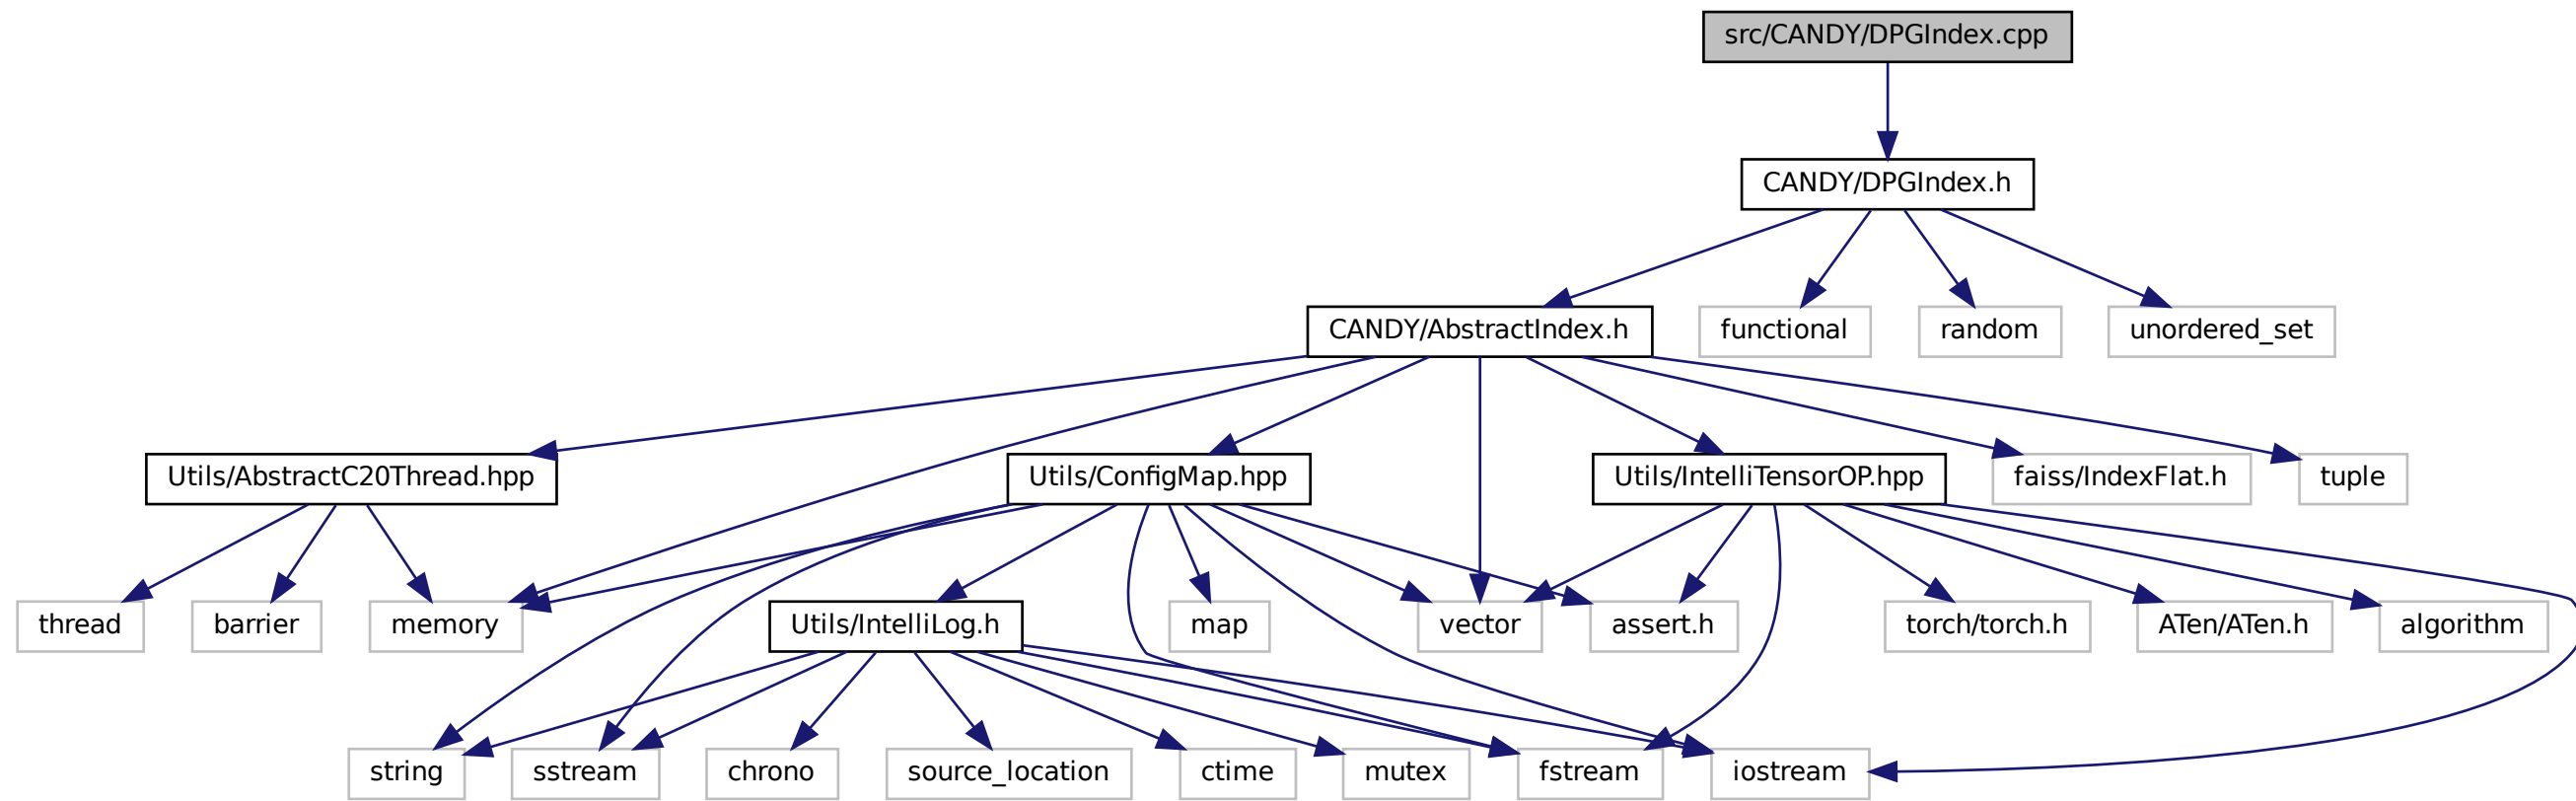 src/CANDY/DPGIndex.cpp
CANDY/DPGIndex.h
CANDY/AbstractIndex.h
functional
random
unordered_set
Utils/AbstractC20Thread.hpp
Utils/ConfigMap.hpp
Utils/IntelliTensorOP.hpp
faiss/IndexFlat.h
tuple
thread
barrier
memory
Utils/IntelliLog.h
map
vector
assert.h
torch/torch.h
ATen/ATen.h
algorithm
string
sstream
chrono
source_location
ctime
mutex
fstream
iostream